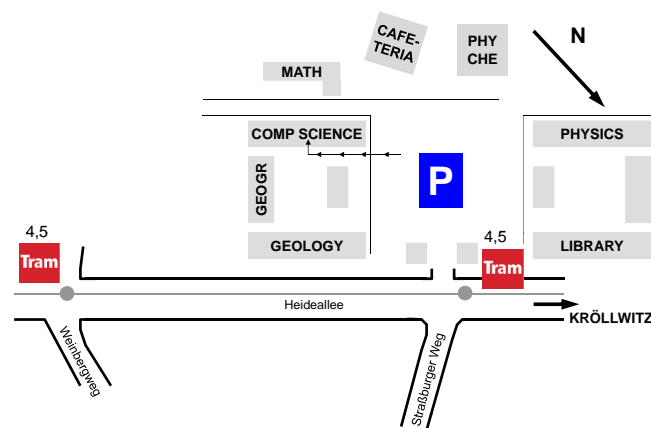 CAFE-
TERIA
PHY
CHE
N
MATH
COMP SCIENCE
PHYSICS
GEOGR
P
GEOLOGY
LIBRARY
4,5
Tram
4,5
Tram
Heideallee
KRÖLLWITZ
Weinbergweg
Straßburger Weg